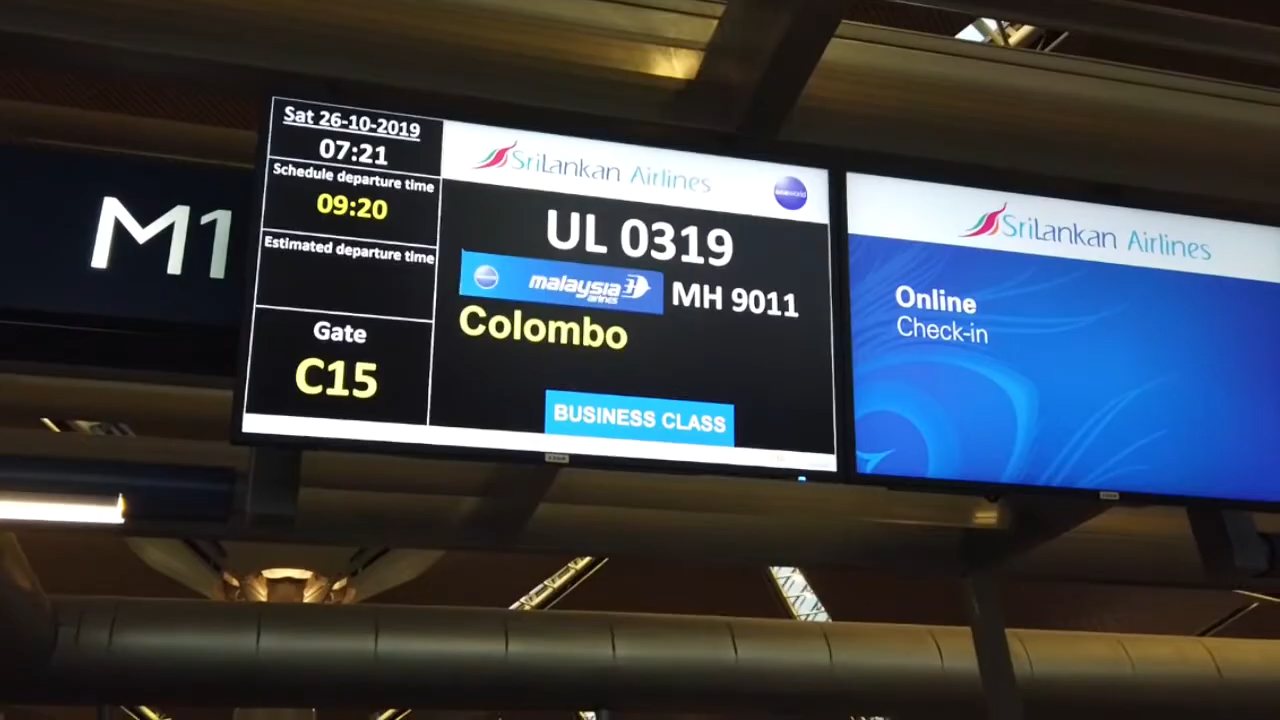 M1
Sat 26-10-2019
07:21
Schedule departure time
09:20
Estimated departure time
Gate
C15
SriLankan Airlines
oneworld
UL 0319
malaysia
airlines
MH 9011
Colombo
BUSINESS CLASS
SriLankan Airlines
Online
Check-in